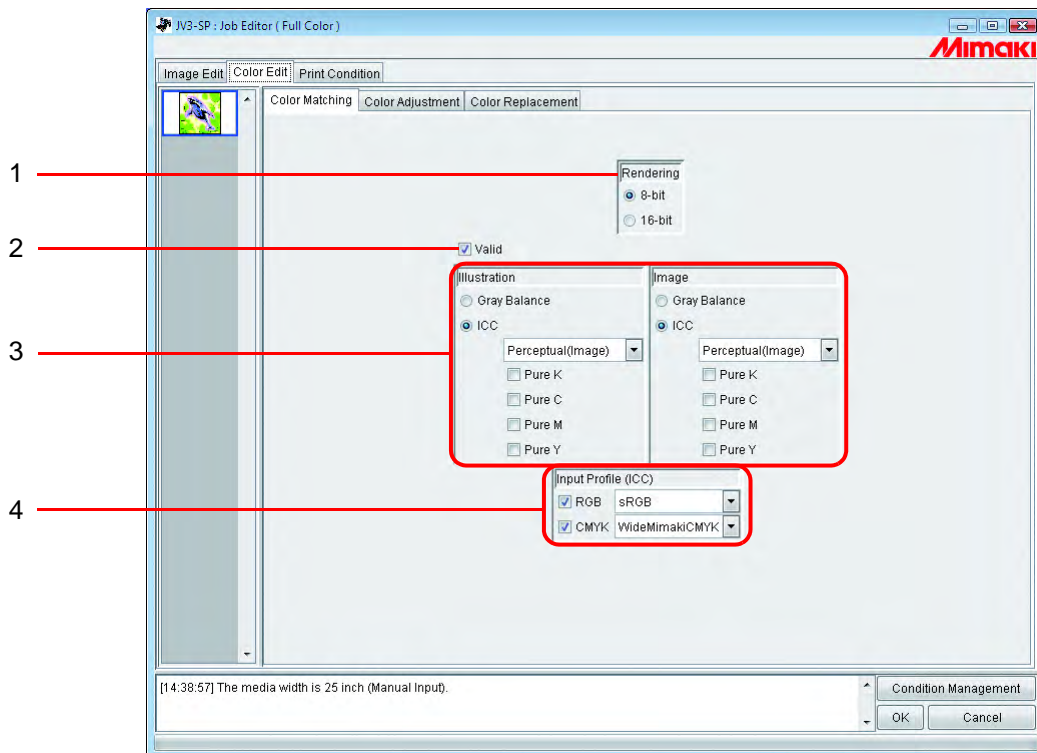 JV3-SP : Job Editor ( Full Color )
Mimaki
Image Edit Color Edit Print Condition
Color Matching Color Adjustment Color Replacement
1
Rendering
8-bit
16-bit
2
Valid
Illustration Image
Gray Balance Gray Balance
ICC ICC
3
Perceptual(Image) Perceptual(Image)
Pure K Pure K
Pure C Pure C
Pure M Pure M
Pure Y Pure Y
Input Profile (ICC)
4
RGB sRGB
CMYK WideMimakiCMYK
[14:38:57] The media width is 25 inch (Manual Input).
Condition Management
OK Cancel